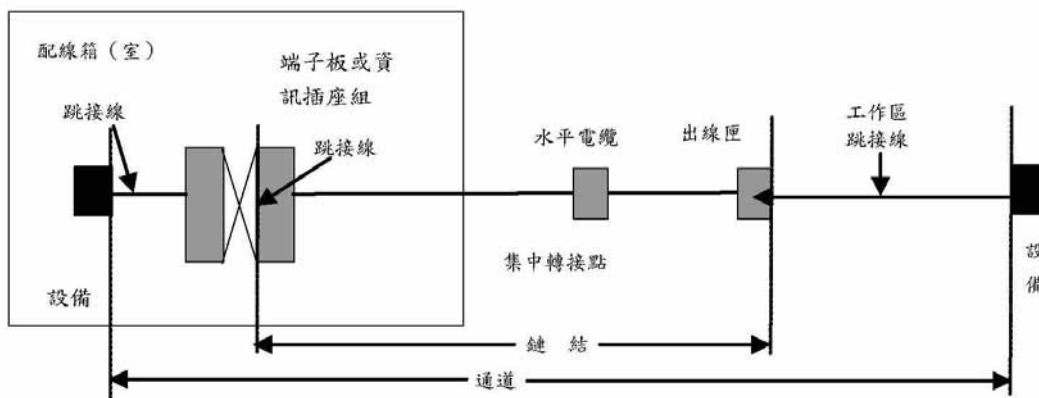 配線箱（室）
端子板或資
訊插座組
跳接線
跳接線
水平電纜
出線匣
工作區
跳接線
集中轉接點
設備
設
備
鏈 結
通道